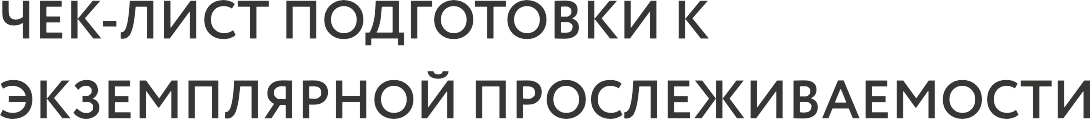 ЧЕК-ЛИСТ ПОДГОТОВКИ К
ЭКЗЕМПЛЯРНОЙ ПРОСЛЕЖИВАЕМОСТИ